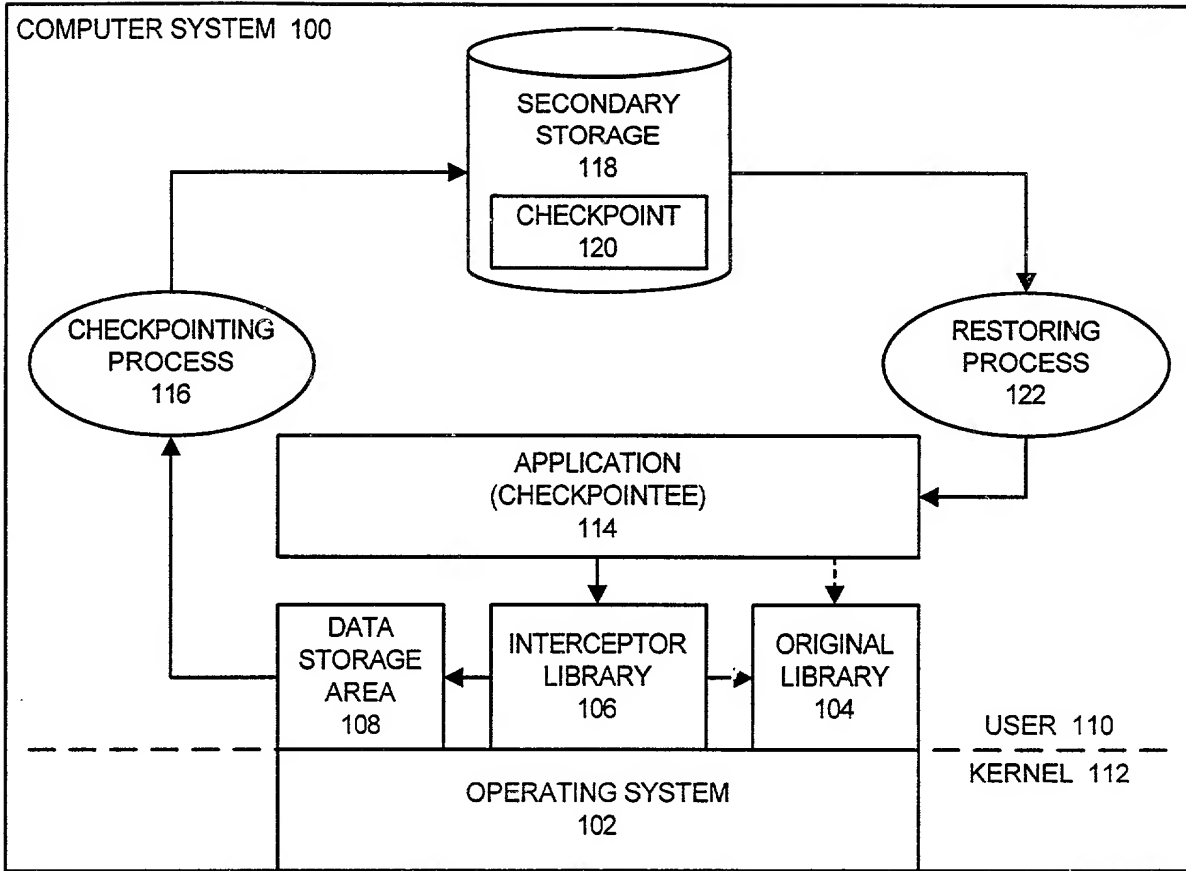 COMPUTER SYSTEM 100
SECONDARY
STORAGE
118
CHECKPOINT
120
CHECKPOINTING
PROCESS
116
RESTORING
PROCESS
122
APPLICATION
(CHECKPOINTEE)
114
DATA
STORAGE
AREA
108
INTERCEPTOR
LIBRARY
106
ORIGINAL
LIBRARY
104
USER 110
KERNEL 112
OPERATING SYSTEM
102